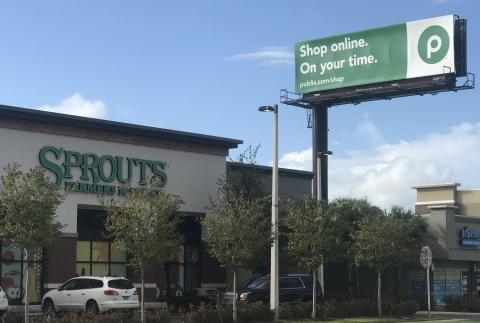 Shop online.
On your time.
publix.com/shop
p
SPROUTS
FARMERS MARKET